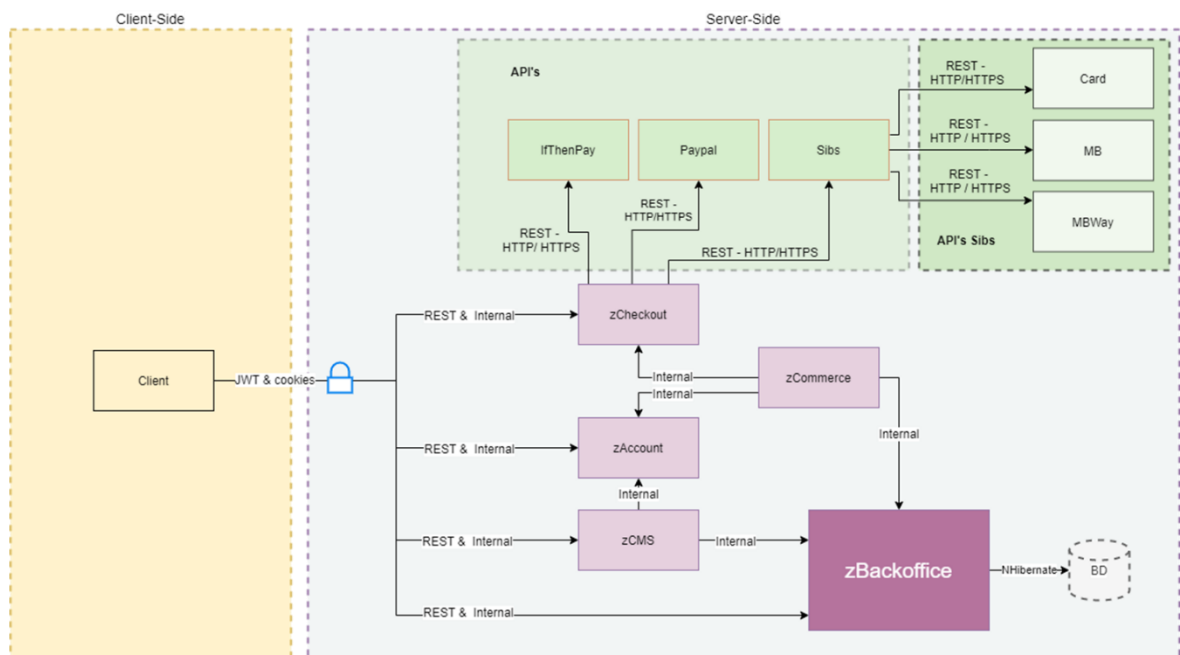 Client-Side
Server-Side
API's
IfThenPay
Paypal
Sibs
REST -
HTTP/HTTPS
Card
REST -
HTTP / HTTPS
MB
REST -
HTTP / HTTPS
MBWay
API's Sibs
REST -
HTTP/ HTTPS
REST -
HTTP/HTTPS
REST - HTTP/HTTPS
REST & Internal
zCheckout
Client
JWT & cookies
Internal
zCommerce
Internal
REST & Internal
zAccount
Internal
Internal
REST & Internal
zCMS
Internal
zBackoffice
NHibernate
BD
REST & Internal